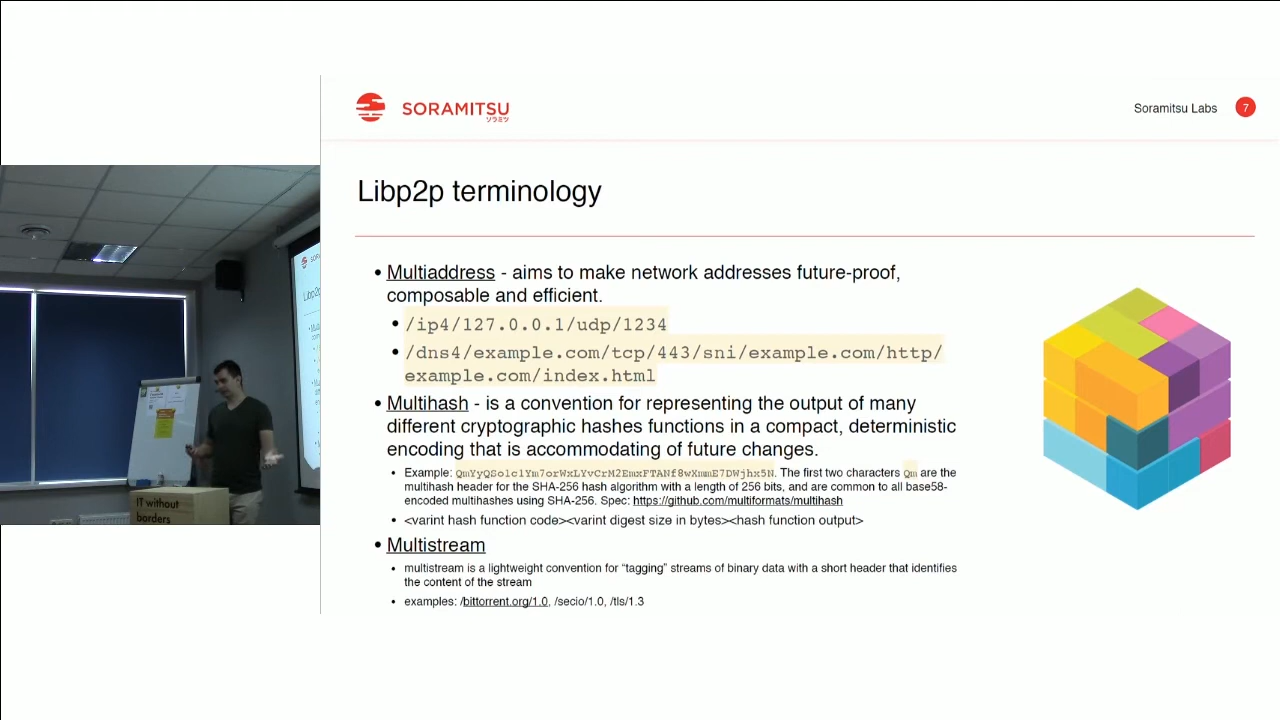 SORAMITSU
ソラミツ
Soramitsu Labs
7
Libp2p terminology
• Multiaddress - aims to make network addresses future-proof,
composable and efficient.
• /ip4/127.0.0.1/udp/1234
• /dns4/example.com/tcp/443/sni/example.com/http/
example.com/index.html
• Multihash - is a convention for representing the output of many
different cryptographic hashes functions in a compact, deterministic
encoding that is accommodating of future changes.
• Example: QmYyQSo1c1Ym7orWxLYvCrM2EmxFTANf8wXmmE7DWjhx5N. The first two characters Qm are the
multihash header for the SHA-256 hash algorithm with a length of 256 bits, and are common to all base58-
encoded multihashes using SHA-256. Spec: https://github.com/multiformats/multihash
• <varint hash function code><varint digest size in bytes><hash function output>
• Multistream
• multistream is a lightweight convention for “tagging” streams of binary data with a short header that identifies
the content of the stream
• examples: /bittorrent.org/1.0, /secio/1.0, /tls/1.3
IT without
borders